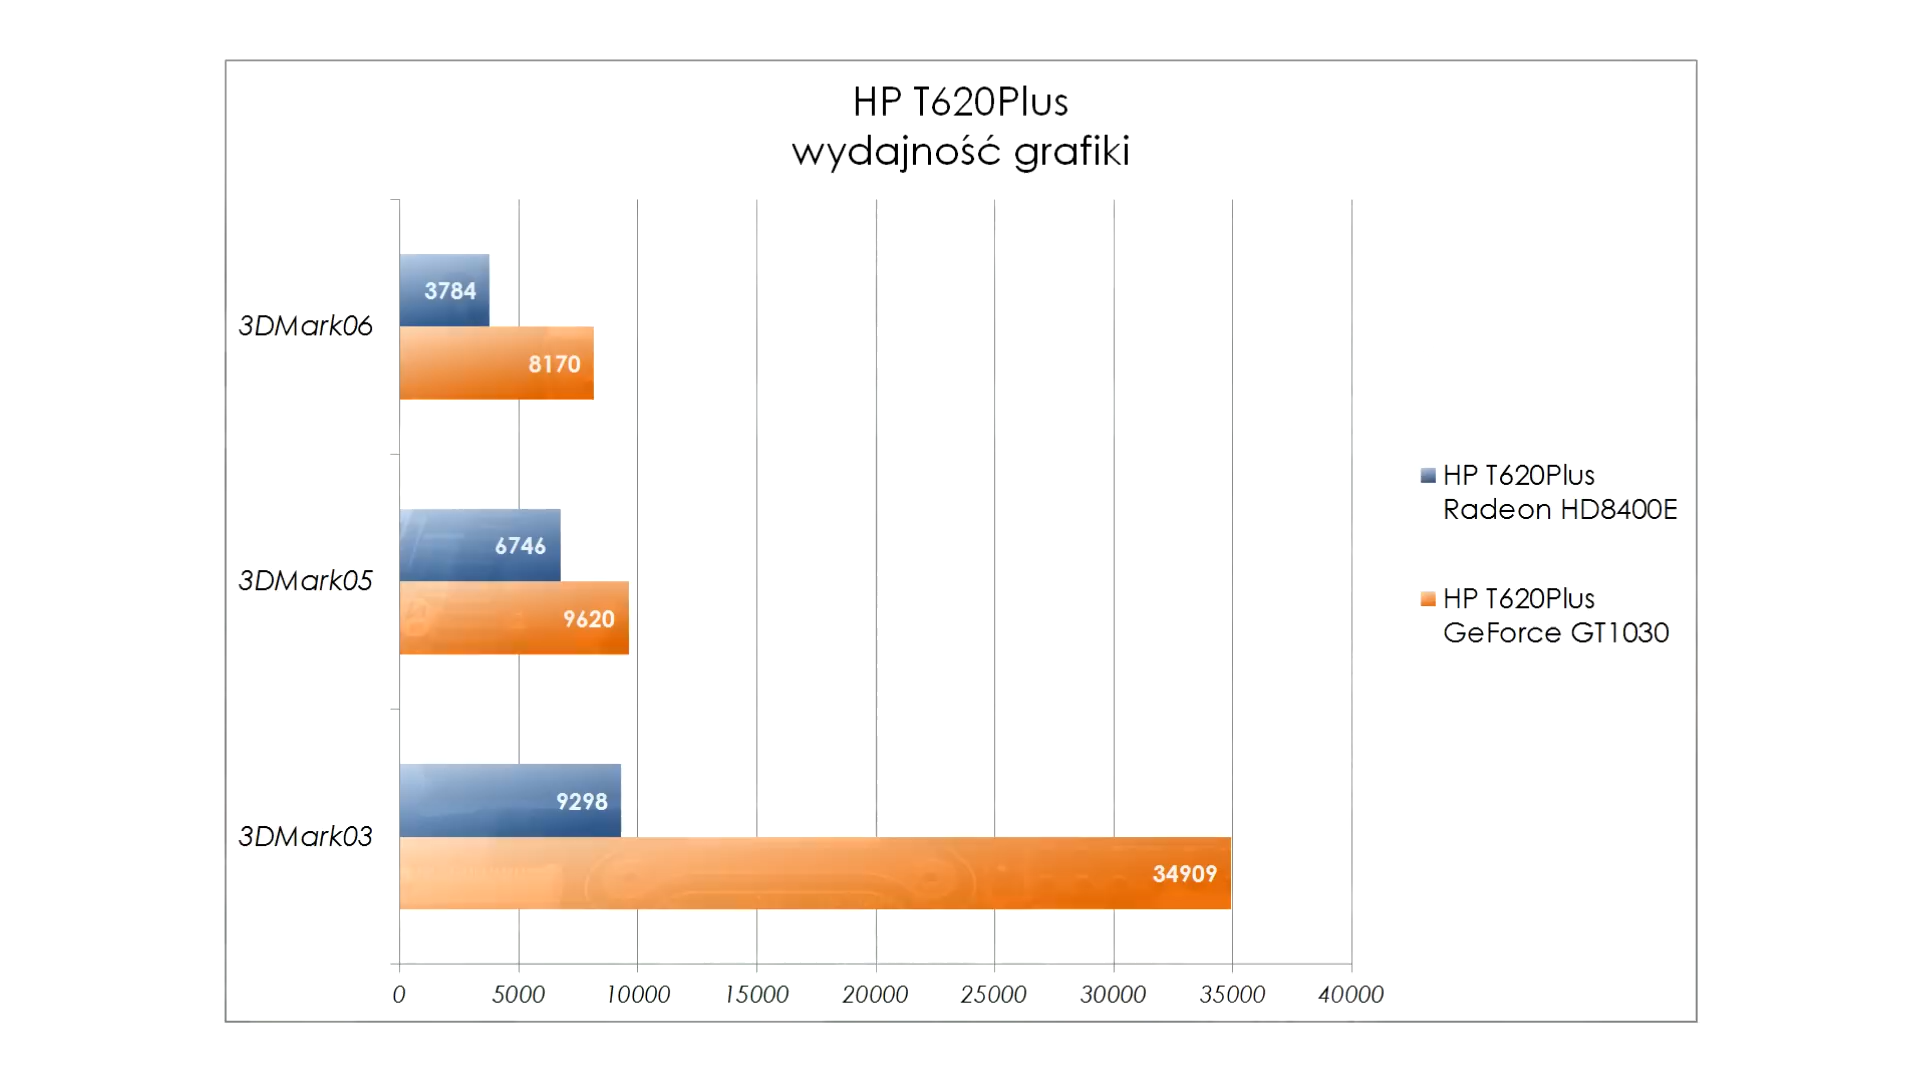 HP T620Plus
wydajność grafiki
3DMark06
3784
8170
3DMark05
6746
9620
3DMark03
9298
34909
0 5000 10000 15000 20000 25000 30000 35000 40000
HP T620Plus
Radeon HD8400E
HP T620Plus
GeForce GT1030